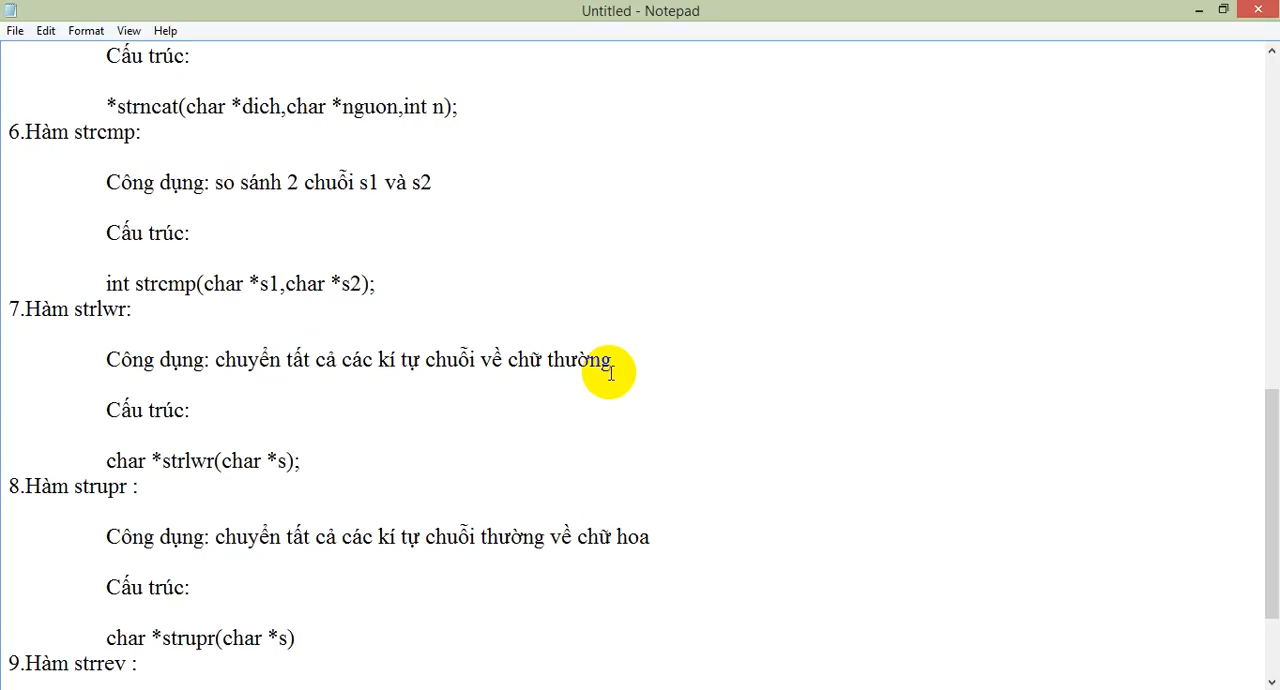 Untitled - Notepad
File Edit Format View Help
Cấu trúc:
*strncat(char *dich,char *nguon,int n);
6.Hàm strcmp:
Công dụng: so sánh 2 chuỗi s1 và s2
Cấu trúc:
int strcmp(char *s1,char *s2);
7.Hàm strlwr:
Công dụng: chuyển tất cả các kí tự chuỗi về chữ thường
Cấu trúc:
char *strlwr(char *s);
8.Hàm strupr :
Công dụng: chuyển tất cả các kí tự chuỗi thường về chữ hoa
Cấu trúc:
char *strupr(char *s)
9.Hàm strrev :